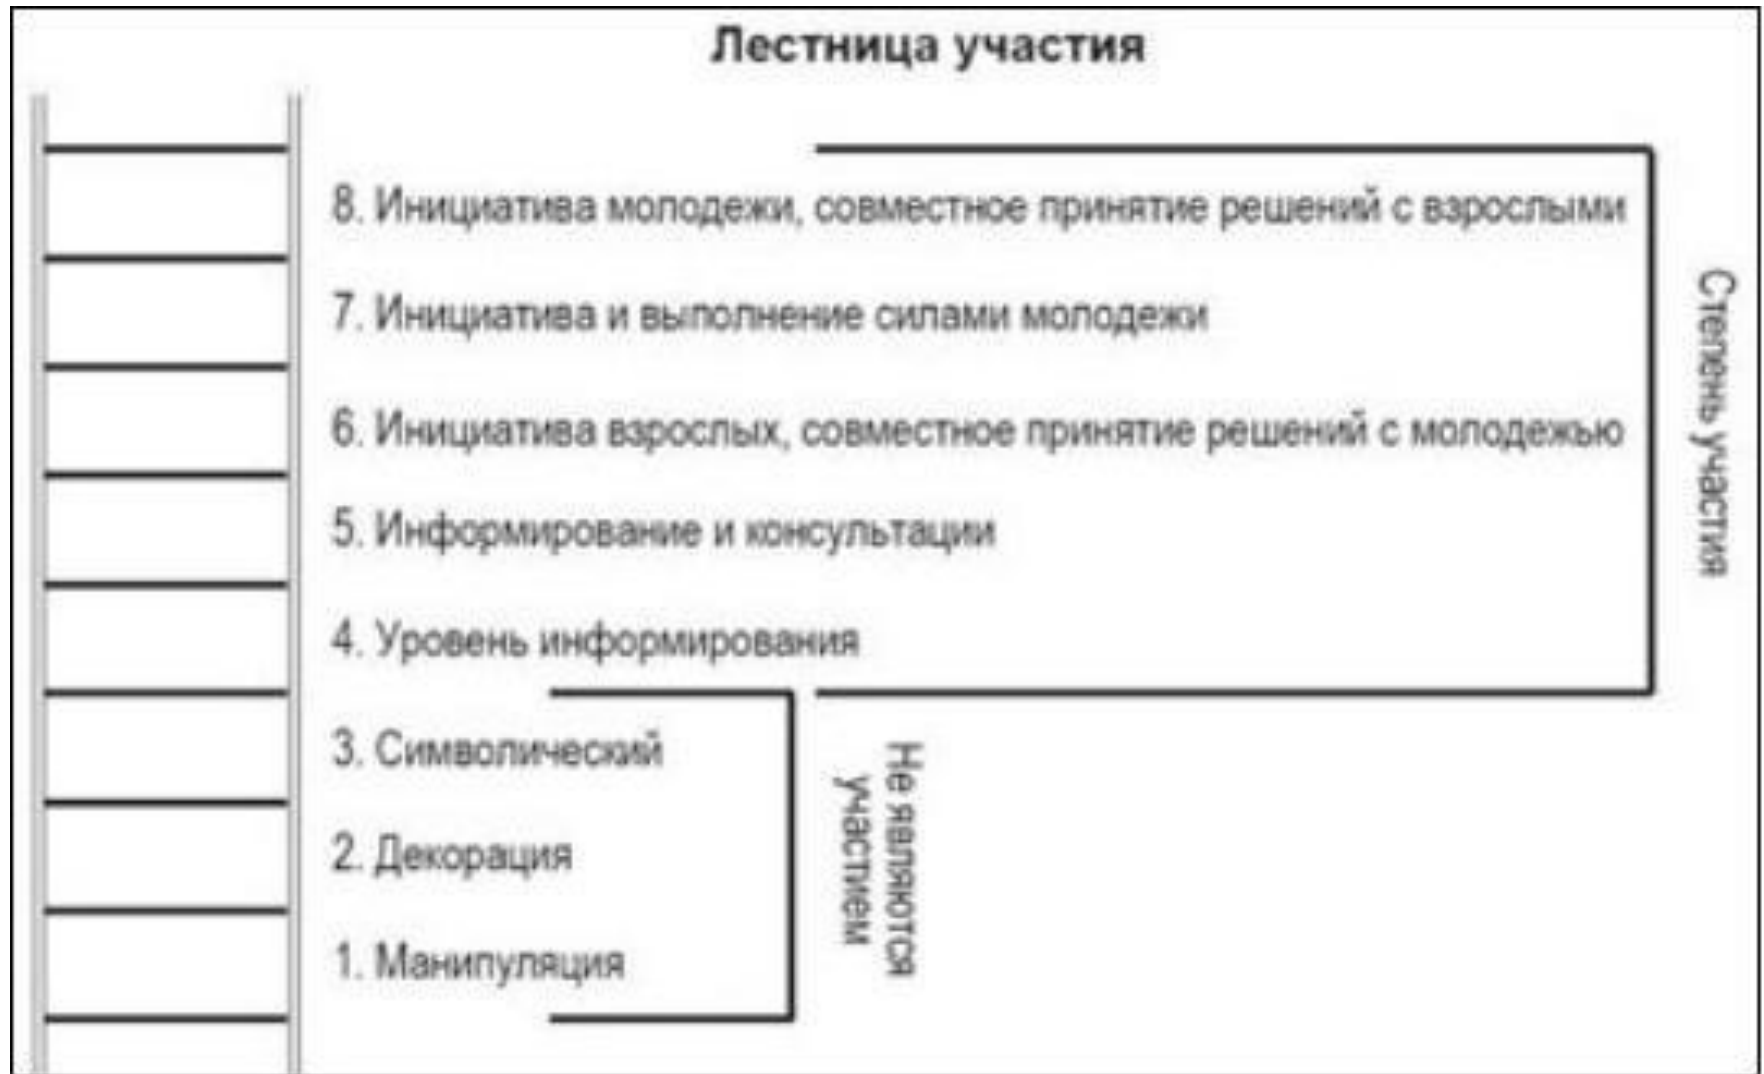 Лестница участия
8. Инициатива молодежи, совместное принятие решений с взрослыми
7. Инициатива и выполнение силами молодежи
6. Инициатива взрослых, совместное принятие решений с молодежью
5. Информирование и консультации
4. Уровень информирования
Степень участия
3. Символический
2. Декорация
1. Манипуляция
Не являются
участием